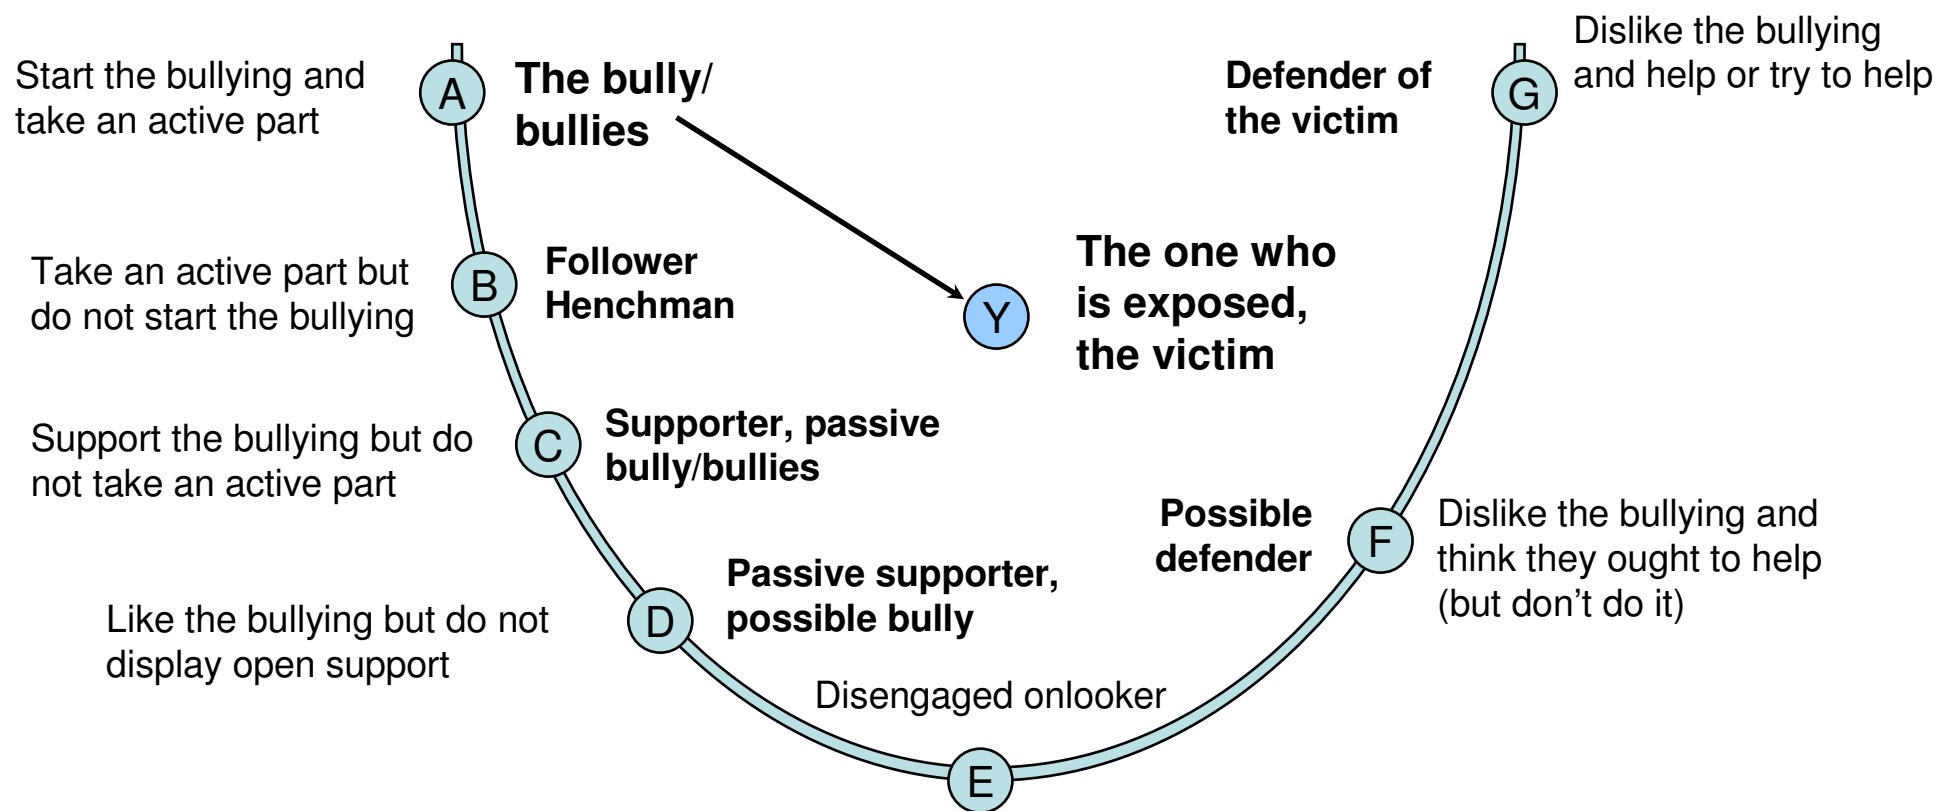 Start the bullying and
take an active part
A
The bully/
bullies
Defender of
the victim
G
Dislike the bullying
and help or try to help
Take an active part but
do not start the bullying
B
Follower
Henchman
Y
The one who
is exposed,
the victim
Support the bullying but do
not take an active part
C
Supporter, passive
bully/bullies
Possible
defender
F
Dislike the bullying and
think they ought to help
(but don’t do it)
Like the bullying but do not
display open support
D
Passive supporter,
possible bully
Disengaged onlooker
E